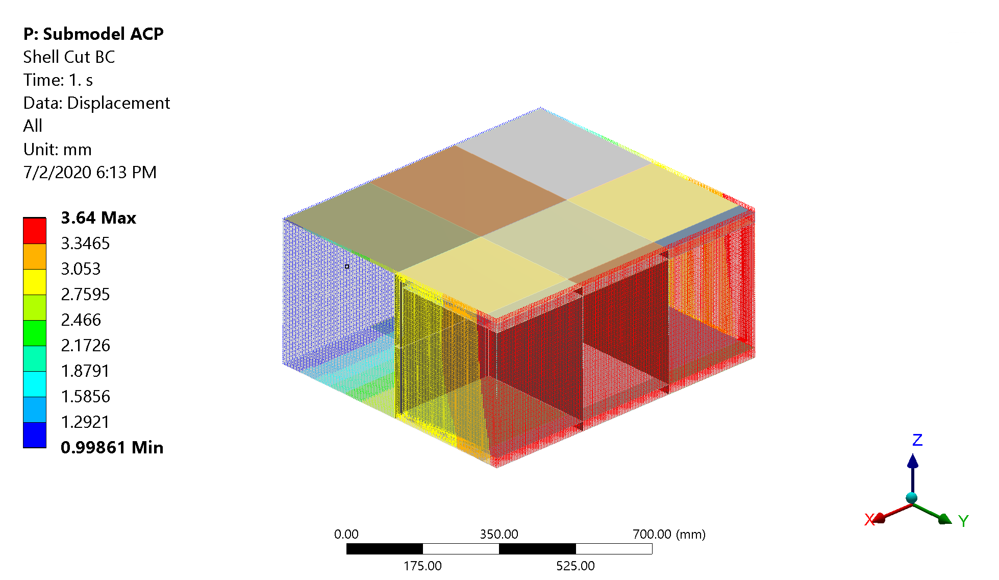 P: Submodel ACP
Shell Cut BC
Time: 1. s
Data: Displacement
All
Unit: mm
7/2/2020 6:13 PM
3.64 Max
3.3465
3.053
2.7595
2.466
2.1726
1.8791
1.5856
1.2921
0.99861 Min
Z
X
Y
0.00 350.00 700.00 (mm)
175.00 525.00